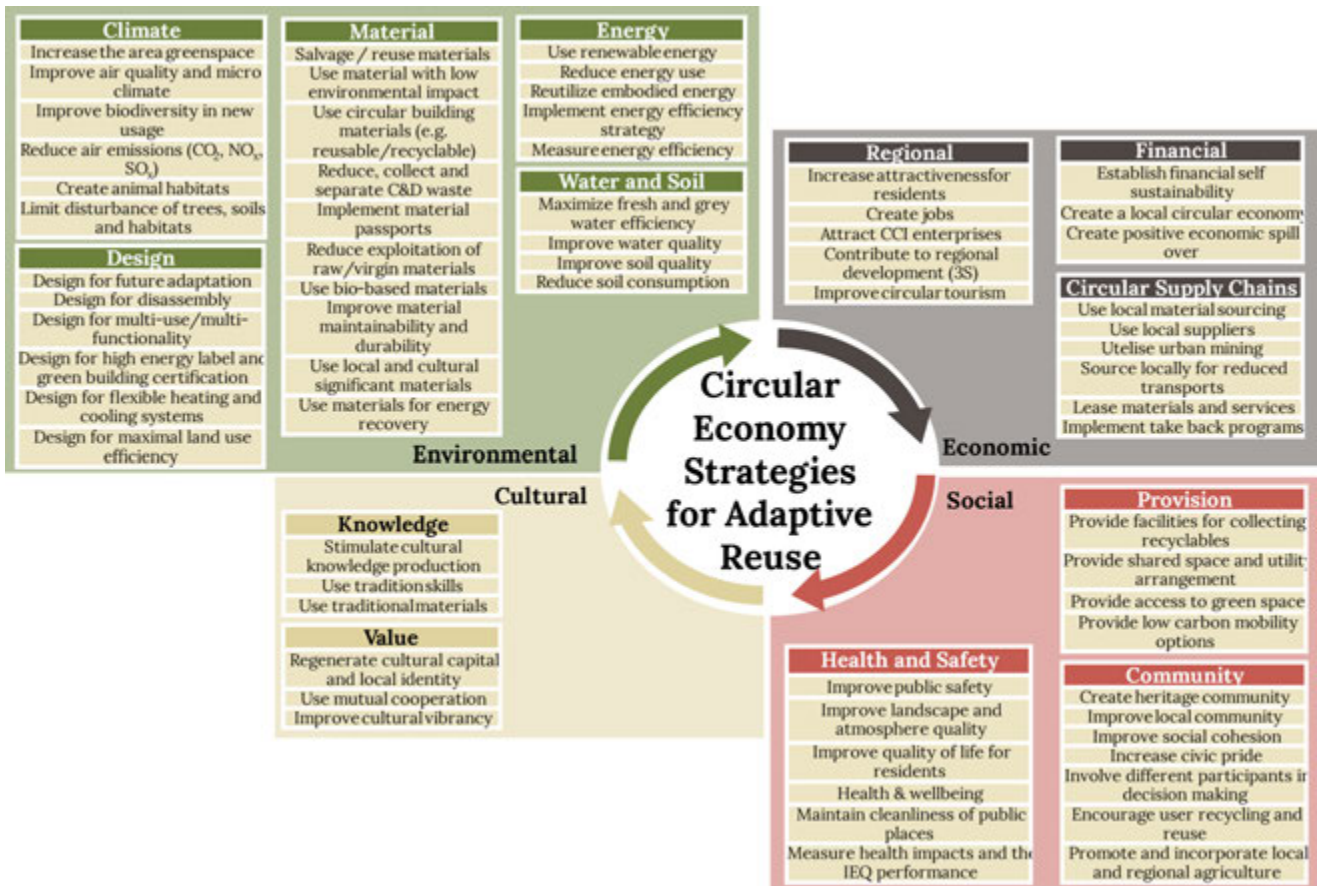 Climate
Increase the area greenspace
Improve air quality and micro
climate
Improve biodiversity in new
usage
Reduce air emissions (CO₂, NOₓ,
SOₓ)
Create animal habitats
Limit disturbance of trees, soils
and habitats
Design
Design for future adaptation
Design for disassembly
Design for multi-use/multi-
functionality
Design for high energy label and
green building certification
Design for flexible heating and
cooling systems
Design for maximal land use
efficiency
Material
Salvage / reuse materials
Use material with low
environmental impact
Use circular building
materials (e.g.
reusable/recyclable)
Reduce, collect and
separate C&D waste
Implement material
passports
Reduce exploitation of
raw/virgin materials
Use bio-based materials
Improve material
maintainability and
durability
Use local and cultural
significant materials
Use materials for energy
recovery
Energy
Use renewable energy
Reduce energy use
Reutilize embodied energy
Implement energy efficiency
strategy
Measure energy efficiency
Water and Soil
Maximize fresh and grey
water efficiency
Improve water quality
Improve soil quality
Reduce soil consumption
Environmental
Regional
Increase attractivenessfor
residents
Create jobs
Attract CCI enterprises
Contribute to regional
development (3S)
Improve circular tourism
Financial
Establish financial self
sustainability
Create a local circular economy
Create positive economic spill
over
Circular Supply Chains
Use local material sourcing
Use local suppliers
Utelise urban mining
Source locally for reduced
transports
Lease materials and services
Implement take back programs
Economic
Circular
Economy
Strategies
for Adaptive
Reuse
Cultural
Knowledge
Stimulate cultural
knowledge production
Use tradition skills
Use traditional materials
Value
Regenerate cultural capital
and local identity
Use mutual cooperation
Improve cultural vibrancy
Social
Provision
Provide facilities for collecting
recyclables
Provide shared space and utility
arrangement
Provide access to green space
Provide low carbon mobility
options
Health and Safety
Improve public safety
Improve landscape and
atmosphere quality
Improve quality of life for
residents
Health & wellbeing
Maintain cleanliness of public
places
Measure health impacts and the
IEQ performance
Community
Create heritage community
Improve local community
Improve social cohesion
Increase civic pride
Involve different participants in
decision making
Encourage user recycling and
reuse
Promote and incorporate local
and regional agriculture